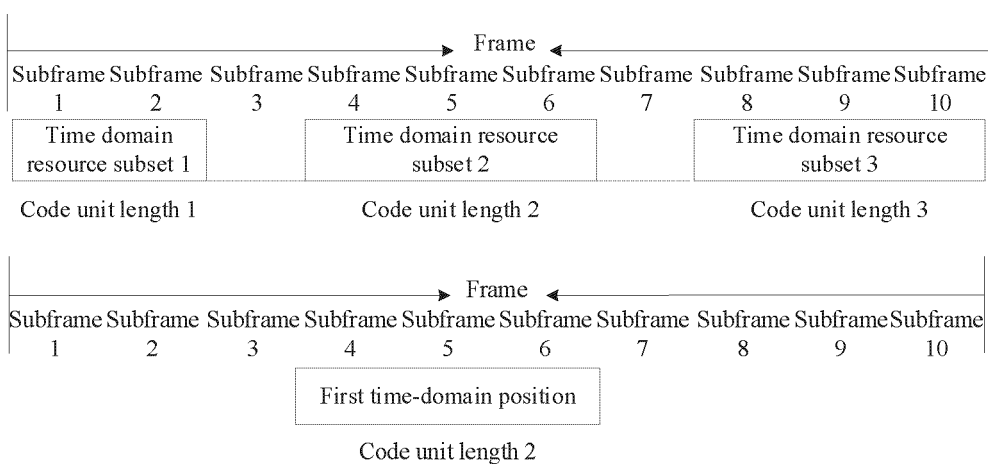 Frame
Subframe Subframe Subframe Subframe Subframe Subframe Subframe Subframe Subframe Subframe
1 2 3 4 5 6 7 8 9 10
Time domain
resource subset 1
Time domain resource
subset 2
Time domain resource
subset 3
Code unit length 1
Code unit length 2
Code unit length 3
Frame
Subframe Subframe Subframe Subframe Subframe Subframe Subframe Subframe Subframe Subframe
1 2 3 4 5 6 7 8 9 10
First time-domain position
Code unit length 2